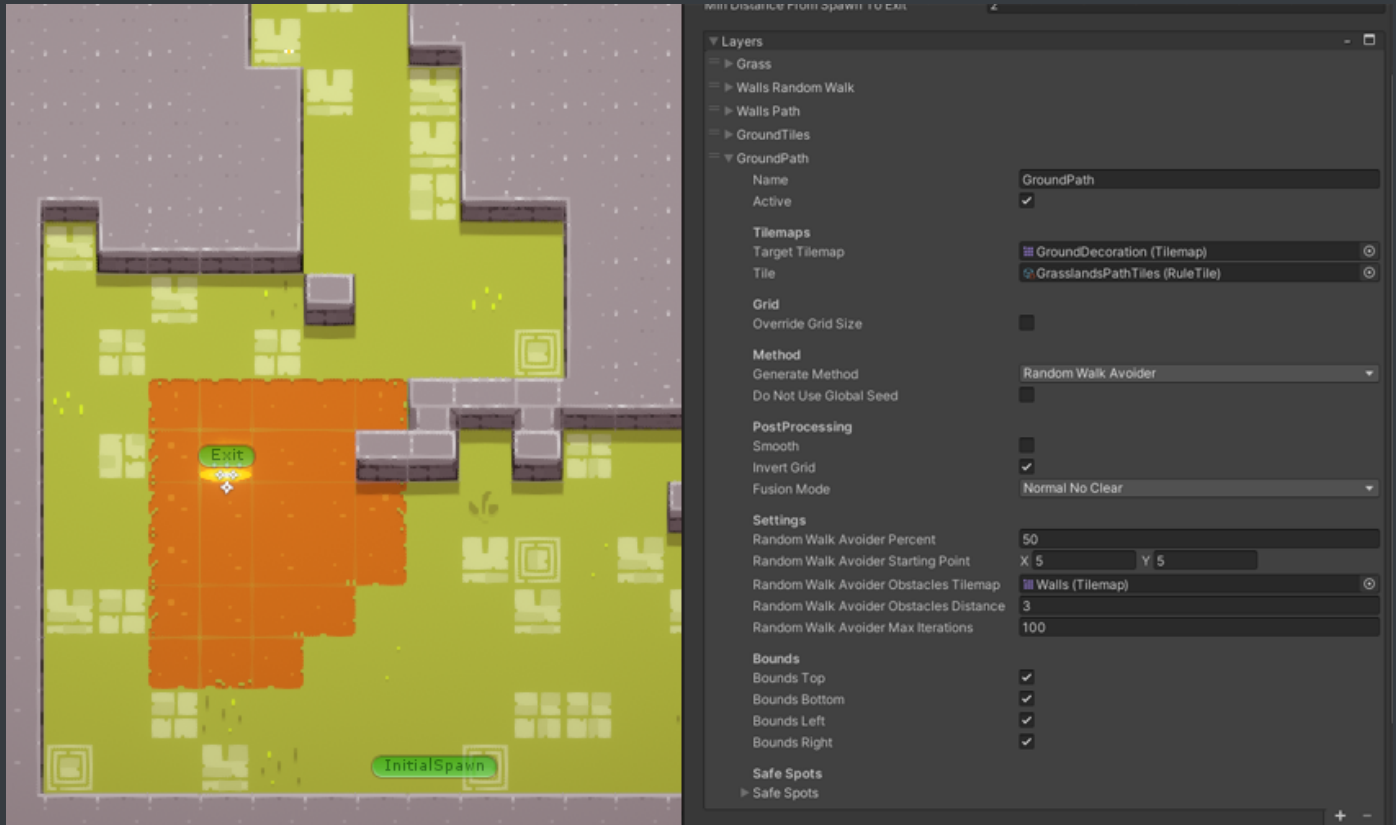 Min Distance From Spawn To Exit 2
Layers
Grass
Walls Random Walk
Walls Path
GroundTiles
GroundPath
Name GroundPath
Active
Tilemaps
Target Tilemap GroundDecoration (Tilemap)
Tile GrasslandsPathTiles (RuleTile)
Grid
Override Grid Size
Method
Generate Method Random Walk Avoider
Do Not Use Global Seed
PostProcessing
Smooth
Invert Grid
Fusion Mode Normal No Clear
Settings
Random Walk Avoider Percent 50
Random Walk Avoider Starting Point X 5 Y 5
Random Walk Avoider Obstacles Tilemap Walls (Tilemap)
Random Walk Avoider Obstacles Distance 3
Random Walk Avoider Max Iterations 100
Bounds
Bounds Top
Bounds Bottom
Bounds Left
Bounds Right
Safe Spots
Safe Spots
Exit
InitialSpawn